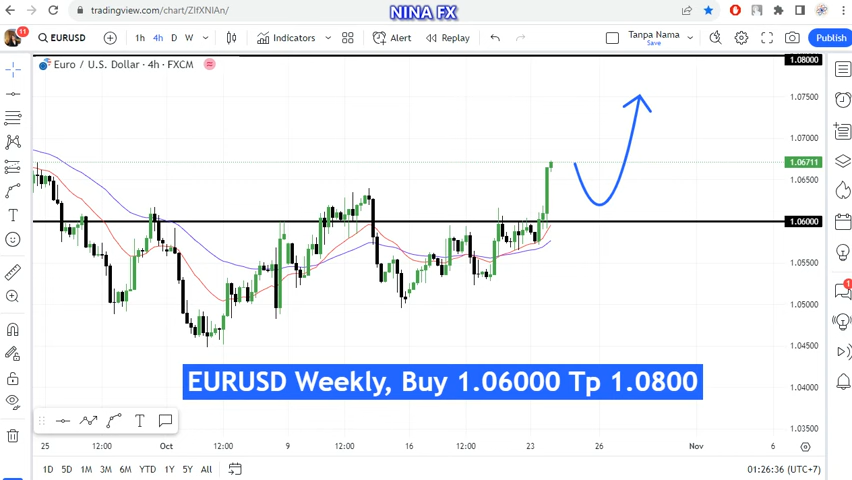 NINA FX
tradingview.com/chart/ZIfXNIAn/
11
EURUSD
1h 4h D W
Indicators
Alert
Replay
Tanpa Nama
Save
Publish
Euro / U.S. Dollar · 4h · FXCM
1.08000
1.07500
1.07000
1.06711
1.06500
1.06000
1.05500
1.05000
1.04500
1.04000
1.03500
1
EURUSD Weekly, Buy 1.06000 Tp 1.0800
25 12:00 Oct 12:00 9 12:00 16 12:00 23 26 Nov 6
1D 5D 1M 3M 6M YTD 1Y 5Y All
01:26:36 (UTC+7)